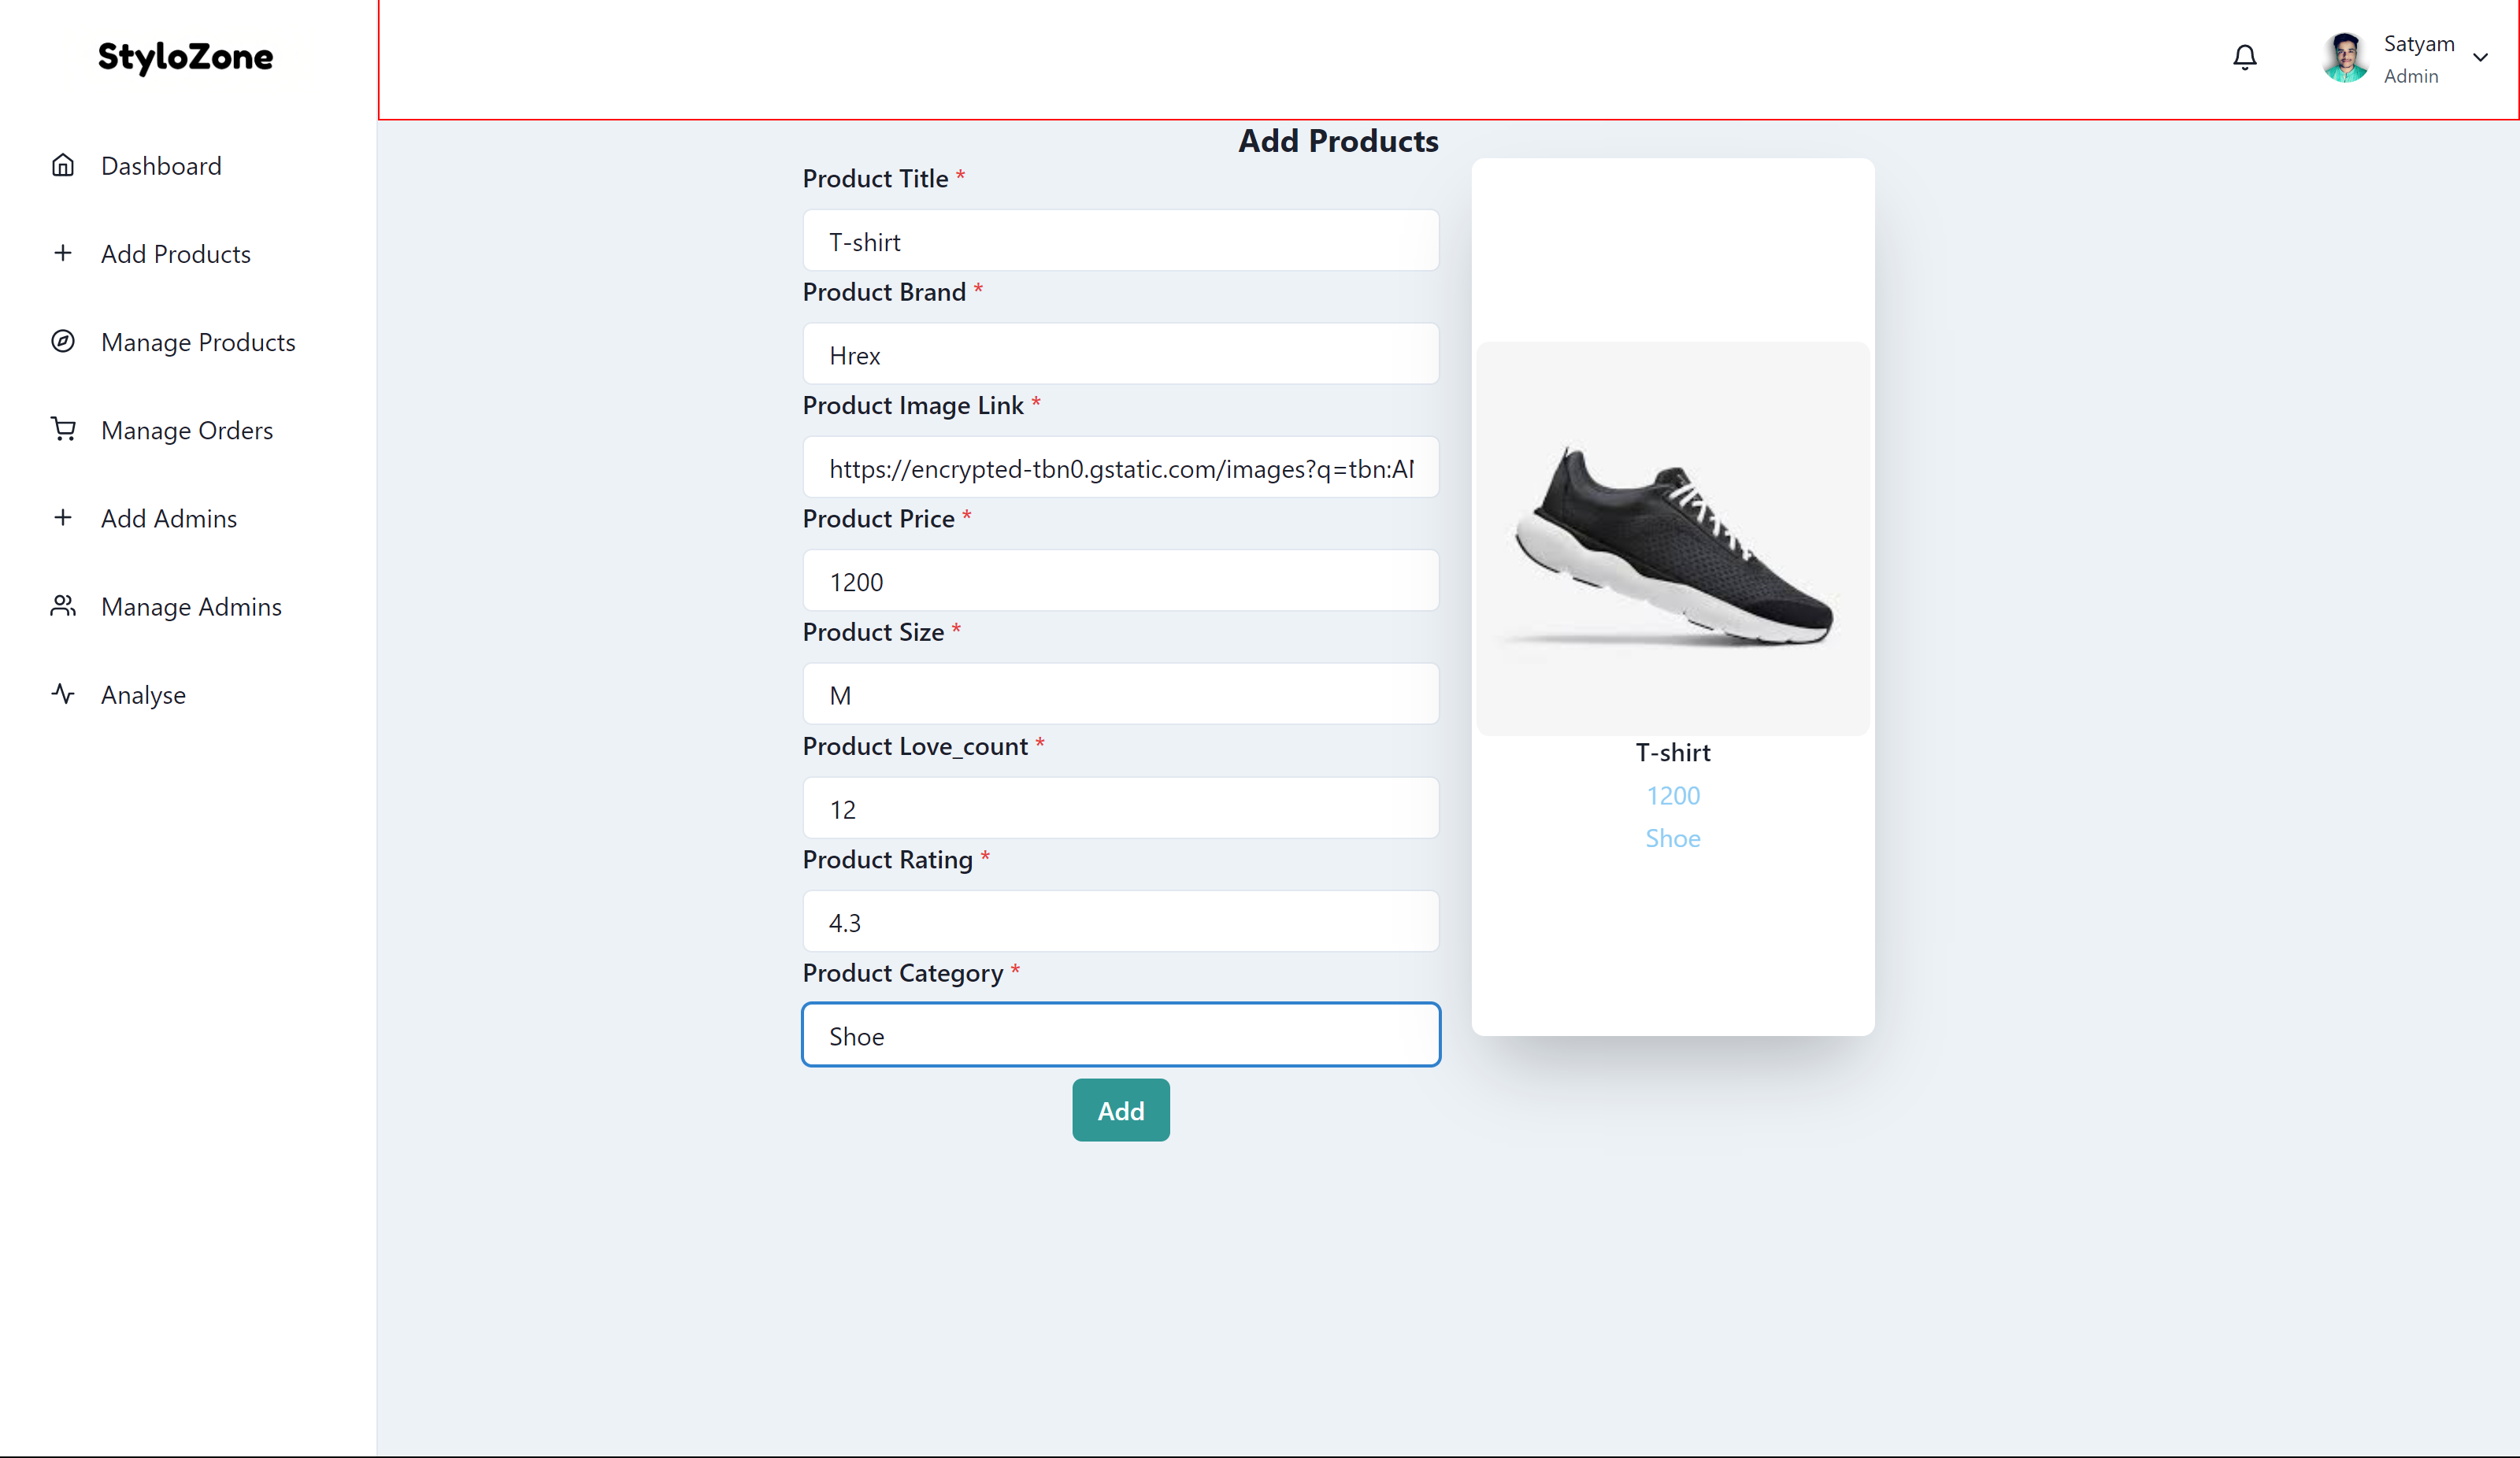 StyloZone
Satyam
Admin
Dashboard
Add Products
Manage Products
Manage Orders
Add Admins
Manage Admins
Analyse
Add Products
Product Title *
T-shirt
Product Brand *
Hrex
Product Image Link *
https://encrypted-tbn0.gstatic.com/images?q=tbn:AN
Product Price *
1200
Product Size *
M
Product Love_count *
12
Product Rating *
4.3
Product Category *
Shoe
Add
T-shirt
1200
Shoe